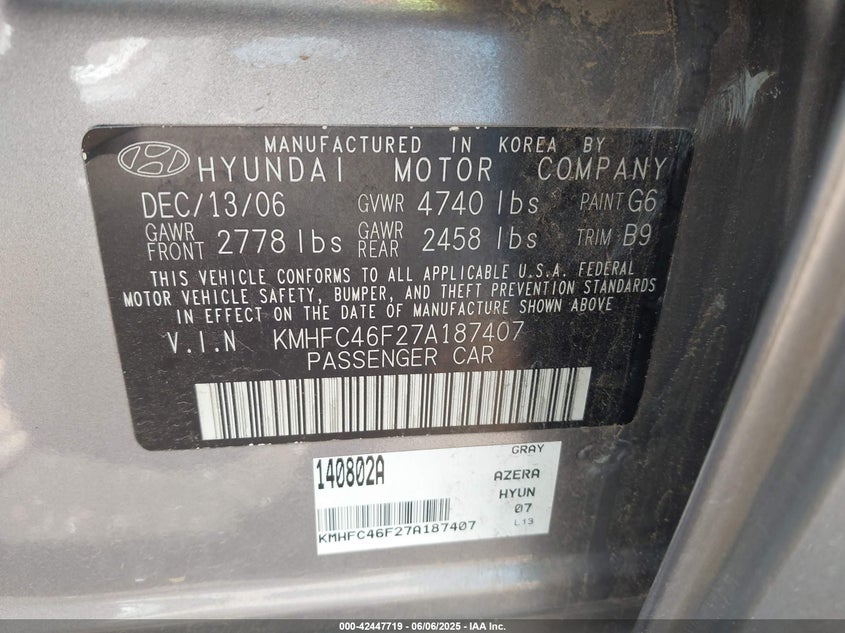 MANUFACTURED IN KOREA BY
HYUNDAI MOTOR COMPANY
DEC/13/06 GVWR 4740 lbs PAINT G6
GAWR FRONT 2778 lbs GAWR REAR 2458 lbs TRIM B9
THIS VEHICLE CONFORMS TO ALL APPLICABLE U.S.A. FEDERAL
MOTOR VEHICLE SAFETY, BUMPER, AND THEFT PREVENTION STANDARDS
IN EFFECT ON THE DATE OF MANUFACTURE SHOWN ABOVE
V.I.N KMHFC46F27A187407
PASSENGER CAR
140802A GRAY
AZERA
HYUN
07
KMHFC46F27A187407 L13
000-42447719 - 06/06/2025 - IAA Inc.